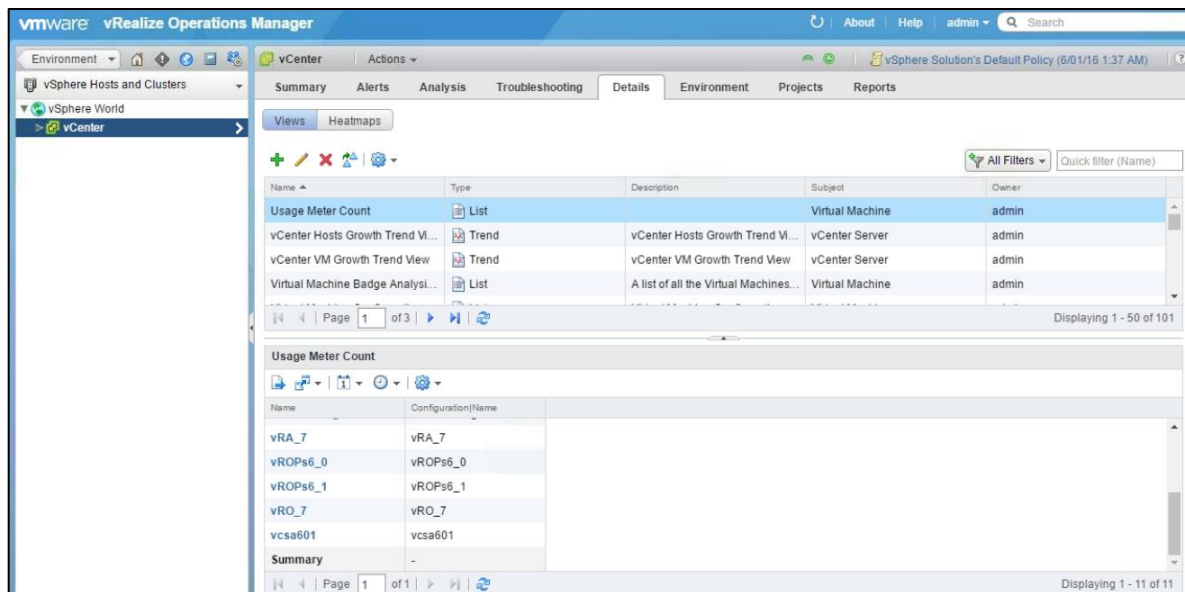 vmware vRealize Operations Manager About Help admin Search
Environment vCenter Actions vSphere Solution's Default Policy (6/01/16 1:37 AM) ?
vSphere Hosts and Clusters Summary Alerts Analysis Troubleshooting Details Environment Projects Reports
vSphere World
vCenter
Views Heatmaps
All Filters Quick filter (Name)
Name Type Description Subject Owner
Usage Meter Count List Virtual Machine admin
vCenter Hosts Growth Trend Vi... Trend vCenter Hosts Growth Trend Vi... vCenter Server admin
vCenter VM Growth Trend View Trend vCenter VM Growth Trend View vCenter Server admin
Virtual Machine Badge Analysi... List A list of all the Virtual Machines... Virtual Machine admin
Page 1 of 3 Displaying 1 - 50 of 101
Usage Meter Count
1
Name Configuration|Name
vRA_7 vRA_7
vROPs6_0 vROPs6_0
vROPs6_1 vROPs6_1
vRO_7 vRO_7
vcsa601 vcsa601
Summary -
Page 1 of 1 Displaying 1 - 11 of 11